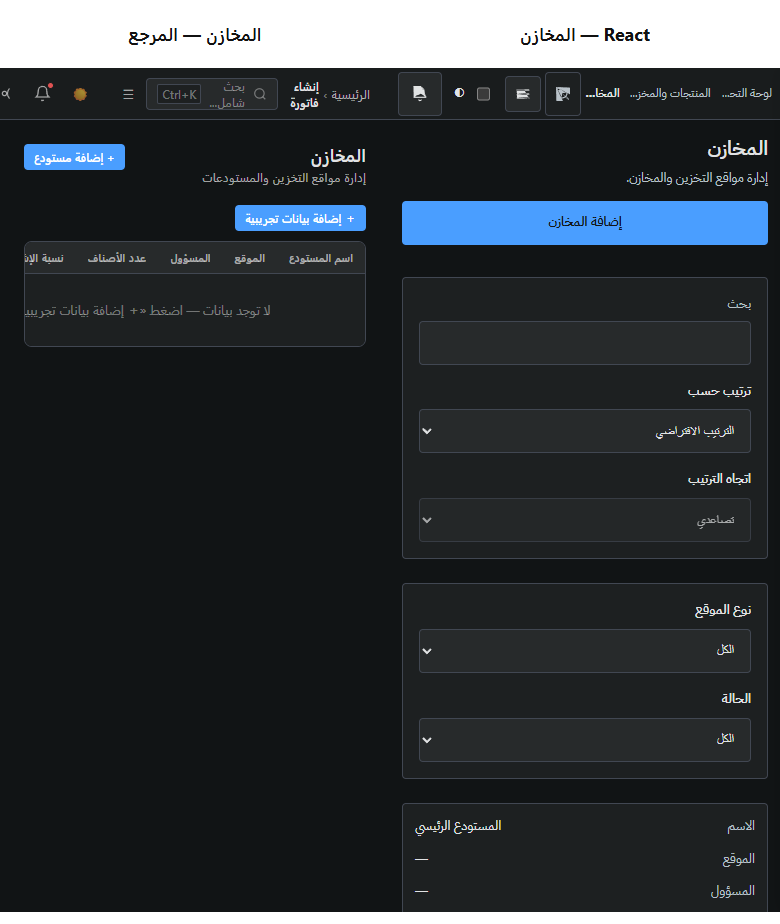 React — المخازن
لوحة التحـ...
المنتجات والمخز...
المخا...
المخازن
إدارة مواقع التخزين والمخازن.
إضافة المخازن
بحث
ترتيب حسب
الترتيب الافتراضي
اتجاه الترتيب
تصاعدي
نوع الموقع
الكل
الحالة
الكل
الاسم
المستودع الرئيسي
الموقع
—
المسؤول
—
المخازن — المرجع
الرئيسية › إنشاء فاتورة
بحث شامل...
Ctrl+K
المخازن
+ إضافة مستودع
إدارة مواقع التخزين والمستودعات
+ إضافة بيانات تجريبية
اسم المستودع الموقع المسؤول عدد الأصناف نسبة
لا توجد بيانات — اضغط «+ إضافة بيانات